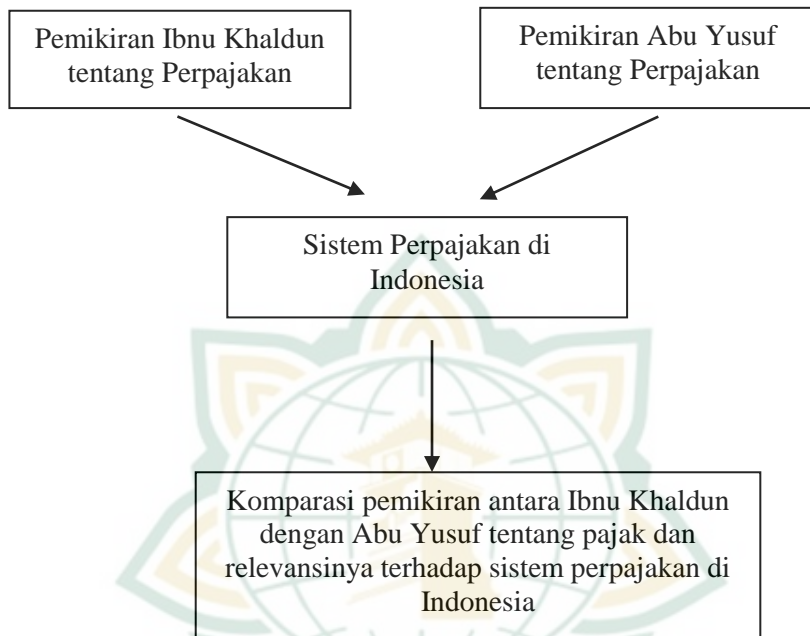 Pemikiran Ibnu Khaldun
tentang Perpajakan
Pemikiran Abu Yusuf
tentang Perpajakan
Sistem Perpajakan di
Indonesia
Komparasi pemikiran antara Ibnu Khaldun
dengan Abu Yusuf tentang pajak dan
relevansinya terhadap sistem perpajakan di
Indonesia